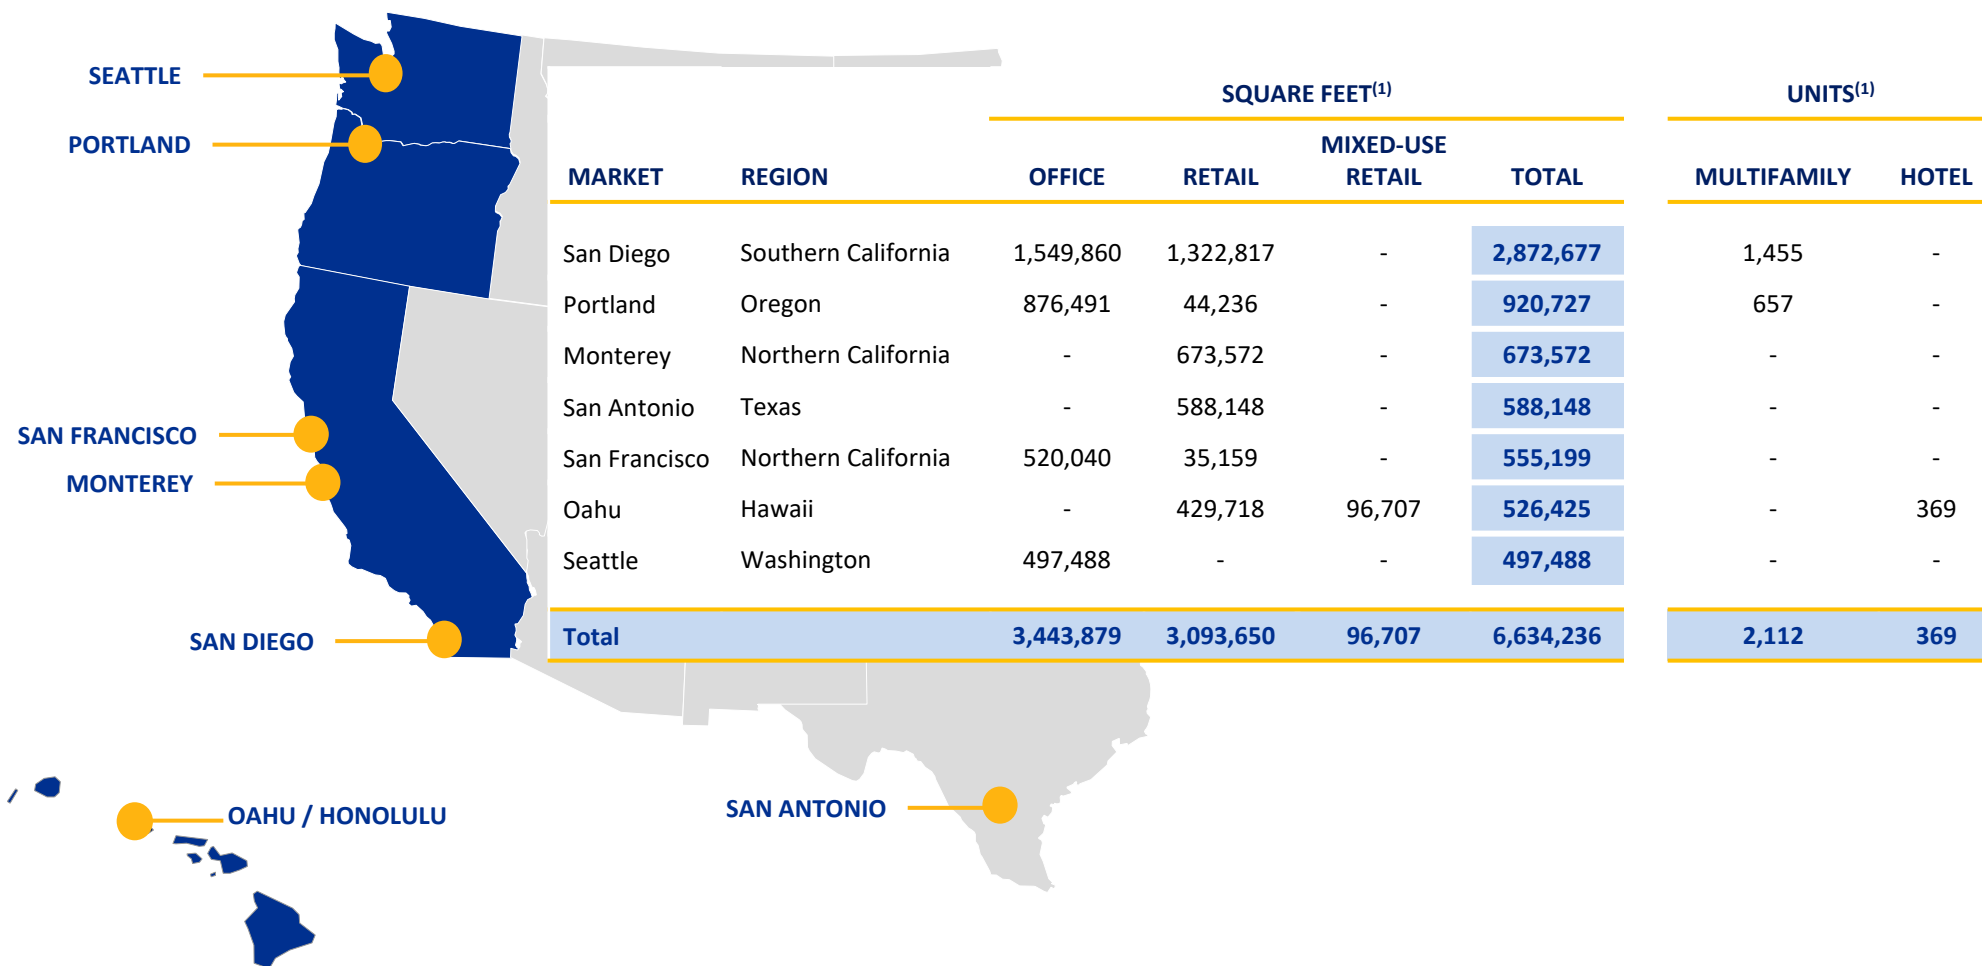 SEATTLE
PORTLAND
SAN FRANCISCO
MONTEREY
SAN DIEGO
OAHU / HONOLULU
SAN ANTONIO
SQUARE FEET(1) UNITS(1)
MIXED-USE
MARKET REGION OFFICE RETAIL RETAIL TOTAL MULTIFAMILY HOTEL
San Diego Southern California 1,549,860 1,322,817 - 2,872,677 1,455 -
Portland Oregon 876,491 44,236 - 920,727 657 -
Monterey Northern California - 673,572 - 673,572 - -
San Antonio Texas - 588,148 - 588,148 - -
San Francisco Northern California 520,040 35,159 - 555,199 - -
Oahu Hawaii - 429,718 96,707 526,425 - 369
Seattle Washington 497,488 - - 497,488 - -
Total 3,443,879 3,093,650 96,707 6,634,236 2,112 369